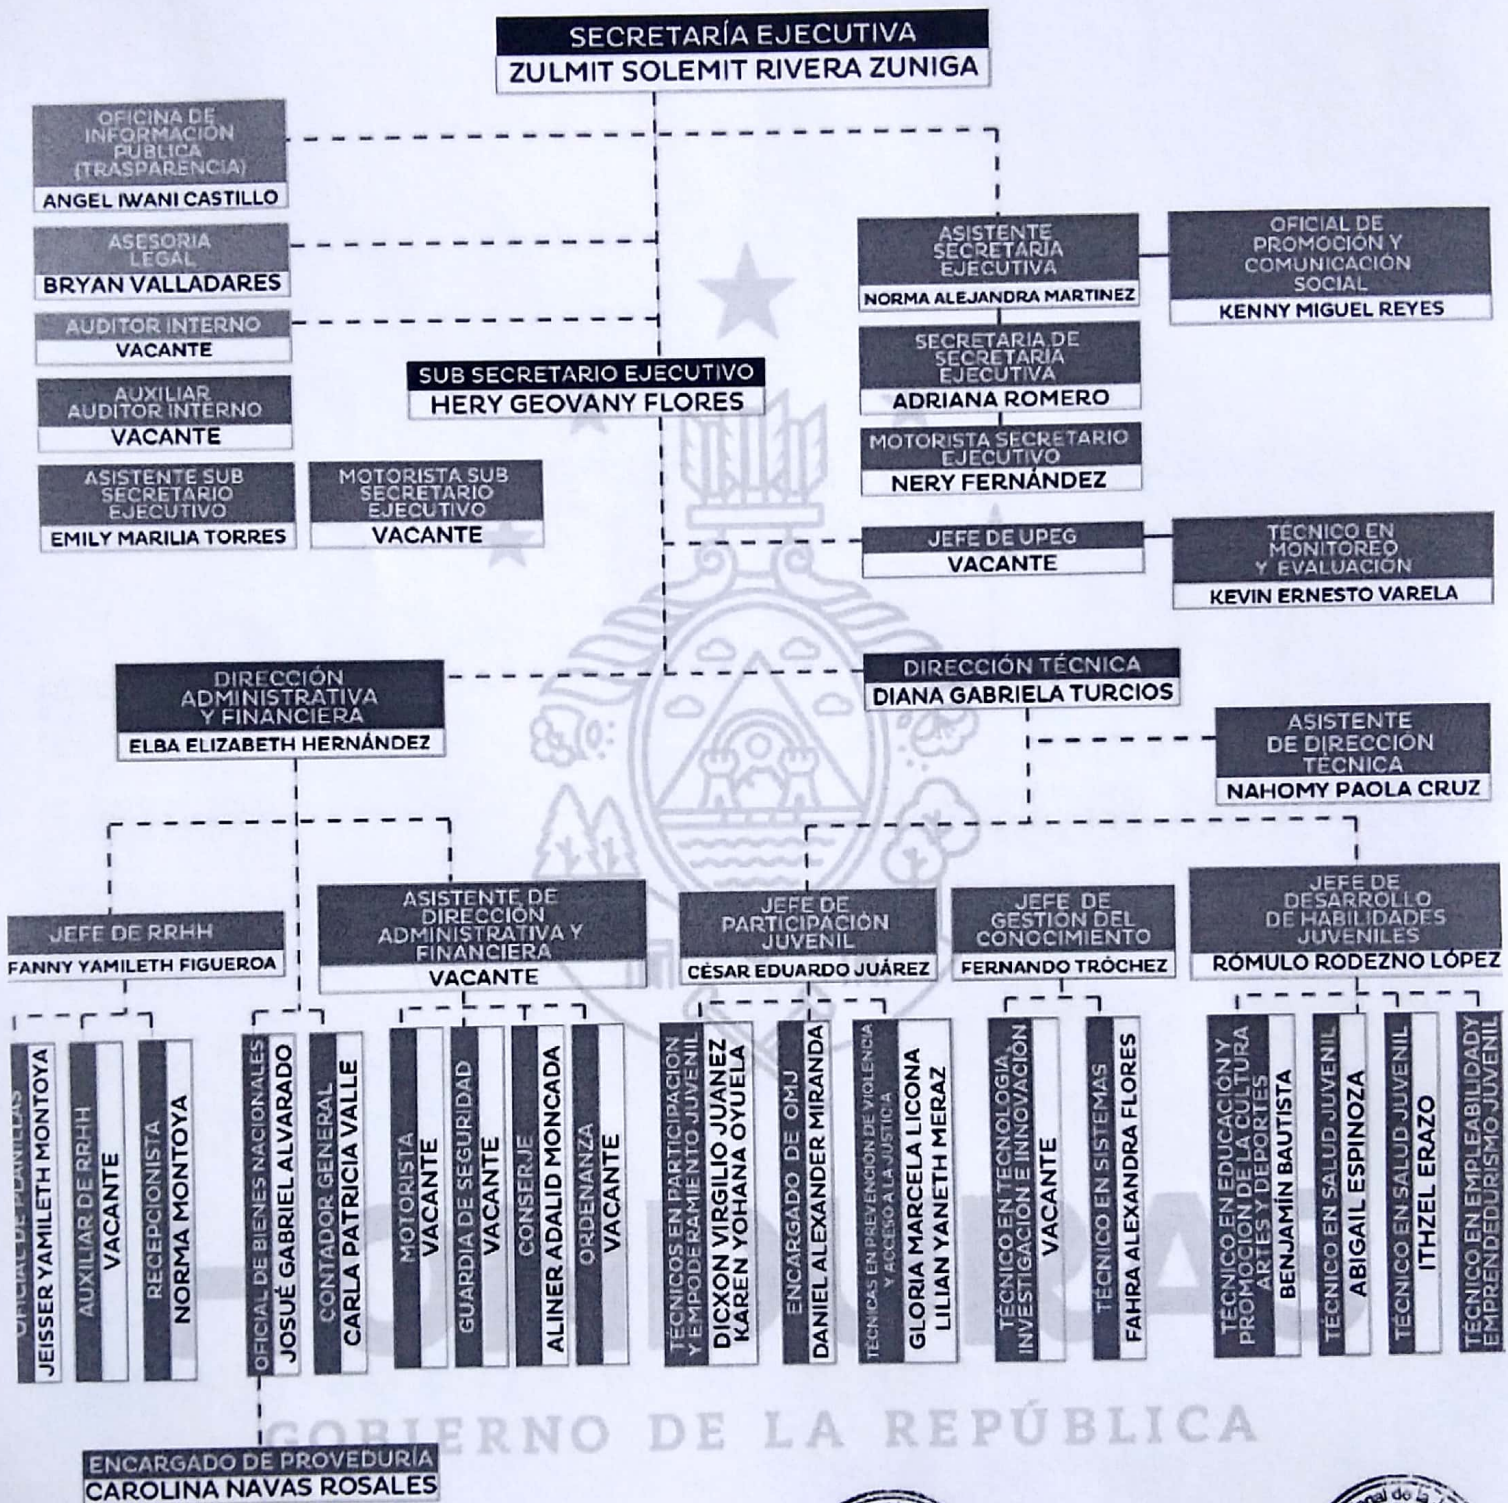 SECRETARÍA EJECUTIVA
ZULMIT SOLEMIT RIVERA ZUNIGA
OFICINA DE
INFORMACIÓN
PÚBLICA
(TRASPARENCIA)
ANGEL IWANI CASTILLO
ASESORIA
LEGAL
BRYAN VALLADARES
AUDITOR INTERNO
VACANTE
AUXILIAR
AUDITOR INTERNO
VACANTE
ASISTENTE SUB
SECRETARIO
EJECUTIVO
EMILY MARILIA TORRES
MOTORISTA SUB
SECRETARIO
EJECUTIVO
VACANTE
SUB SECRETARIO EJECUTIVO
HERY GEOVANY FLORES
ASISTENTE
SECRETARIA
EJECUTIVA
NORMA ALEJANDRA MARTINEZ
OFICIAL DE
PROMOCIÓN Y
COMUNICACIÓN
SOCIAL
KENNY MIGUEL REYES
SECRETARIA DE
SECRETARIA
EJECUTIVA
ADRIANA ROMERO
MOTORISTA SECRETARIO
EJECUTIVO
NERY FERNÁNDEZ
JEFE DE UPEG
VACANTE
TÉCNICO EN
MONITOREO
Y EVALUACIÓN
KEVIN ERNESTO VARELA
DIRECCIÓN
ADMINISTRATIVA
Y FINANCIERA
ELBA ELIZABETH HERNÁNDEZ
DIRECCIÓN TÉCNICA
DIANA GABRIELA TURCIOS
ASISTENTE
DE DIRECCIÓN
TÉCNICA
NAHOMY PAOLA CRUZ
JEFE DE RRHH
FANNY YAMILETH FIGUEROA
ASISTENTE DE
DIRECCIÓN
ADMINISTRATIVA Y
FINANCIERA
VACANTE
JEFE DE
PARTICIPACIÓN
JUVENIL
CÉSAR EDUARDO JUÁREZ
JEFE DE
GESTIÓN DEL
CONOCIMIENTO
FERNANDO TRÓCHEZ
JEFE DE
DESARROLLO
DE HABILIDADES
JUVENILES
RÓMULO RODEZNO LÓPEZ
OFICIAL DE PLANILLAS
JEISSER YAMILETH MONTOYA
AUXILIAR DE RRHH
VACANTE
RECEPCIONISTA
NORMA MONTOYA
OFICIAL DE BIENES NACIONALES
JOSUÉ GABRIEL ALVARADO
CONTADOR GENERAL
CARLA PATRICIA VALLE
MOTORISTA
VACANTE
GUARDIA DE SEGURIDAD
VACANTE
CONSERJE
ALINER ADALID MONCADA
ORDENANZA
VACANTE
TÉCNICOS EN PARTICIPACIÓN
Y EMPODERAMIENTO JUVENIL
DICXON VIRGILIO JUANEZ
KAREN YOHANA OYUELA
ENCARGADO DE OMJ
DANIEL ALEXANDER MIRANDA
TÉCNICAS EN PREVENCIÓN DE VIOLENCIA
Y ACCESO A LA JUSTICIA
GLORIA MARCELA LICONA
LILIAN YANETH MERAZ
TÉCNICO EN TECNOLOGÍA,
INVESTIGACIÓN E INNOVACIÓN
VACANTE
TÉCNICO EN SISTEMAS
FAHRA ALEXANDRA FLORES
TÉCNICO EN EDUCACIÓN Y
PROMOCIÓN DE LA CULTURA
ARTES Y DEPORTES
BENJAMÍN BAUTISTA
TÉCNICO EN SALUD JUVENIL
ABIGAIL ESPINOZA
TÉCNICO EN SALUD JUVENIL
ITHZEL ERAZO
TÉCNICO EN EMPLEABILIDAD Y
EMPRENDEDURISMO JUVENIL
HONDURAS
GOBIERNO DE LA REPÚBLICA
ENCARGADO DE PROVEDURÍA
CAROLINA NAVAS ROSALES